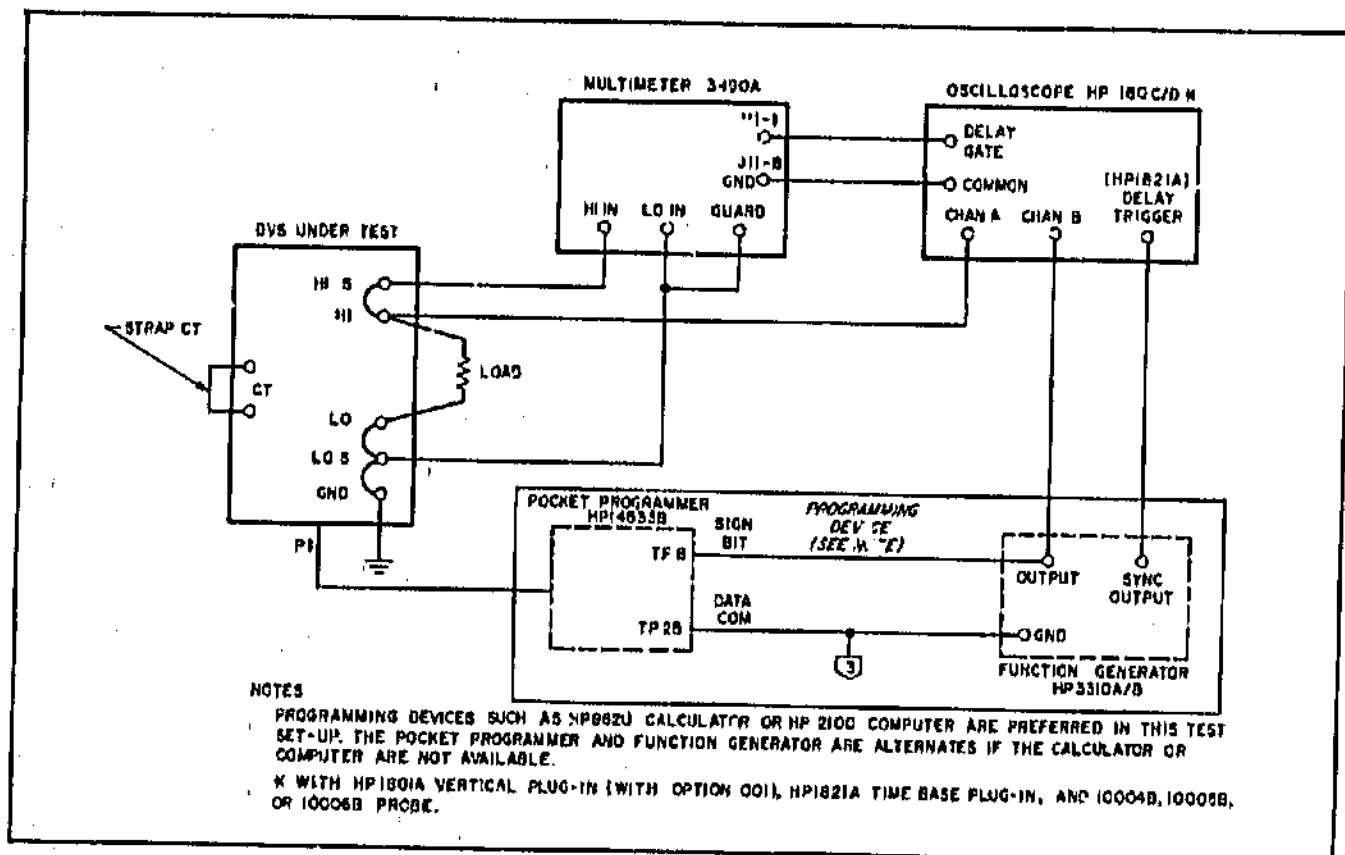 MULTIMETER 3490A
OSCILLOSCOPE HP 180C/D *
J11-B
GND
HI IN
LO IN
GUARD
DELAY
GATE
COMMON
(HP1821A)
DELAY
TRIGGER
CHAN A
CHAN B
DVS UNDER TEST
HI S
HI
STRAP CT
CT
LOAD
LO
LO S
GND
P1
POCKET PROGRAMMER
HP14533B
SIGN
BIT
TP 8
DATA
COM
TP 25
PROGRAMMING
(SEE
OUTPUT
SYNC
OUTPUT
GND
3
FUNCTION GENERATOR
HP3310A/B
NOTES
PROGRAMMING DEVICES SUCH AS CALCULATOR OR HP 2100 COMPUTER ARE PREFERRED IN THIS TEST
SET-UP. THE POCKET PROGRAMMER AND FUNCTION GENERATOR ARE ALTERNATES IF THE CALCULATOR OR
COMPUTER ARE NOT AVAILABLE.
* WITH HP1801A VERTICAL PLUG-IN (WITH OPTION 001), HP1821A TIME BASE PLUG-IN, AND 10004B, 10005B,
OR 10006B PROBE.